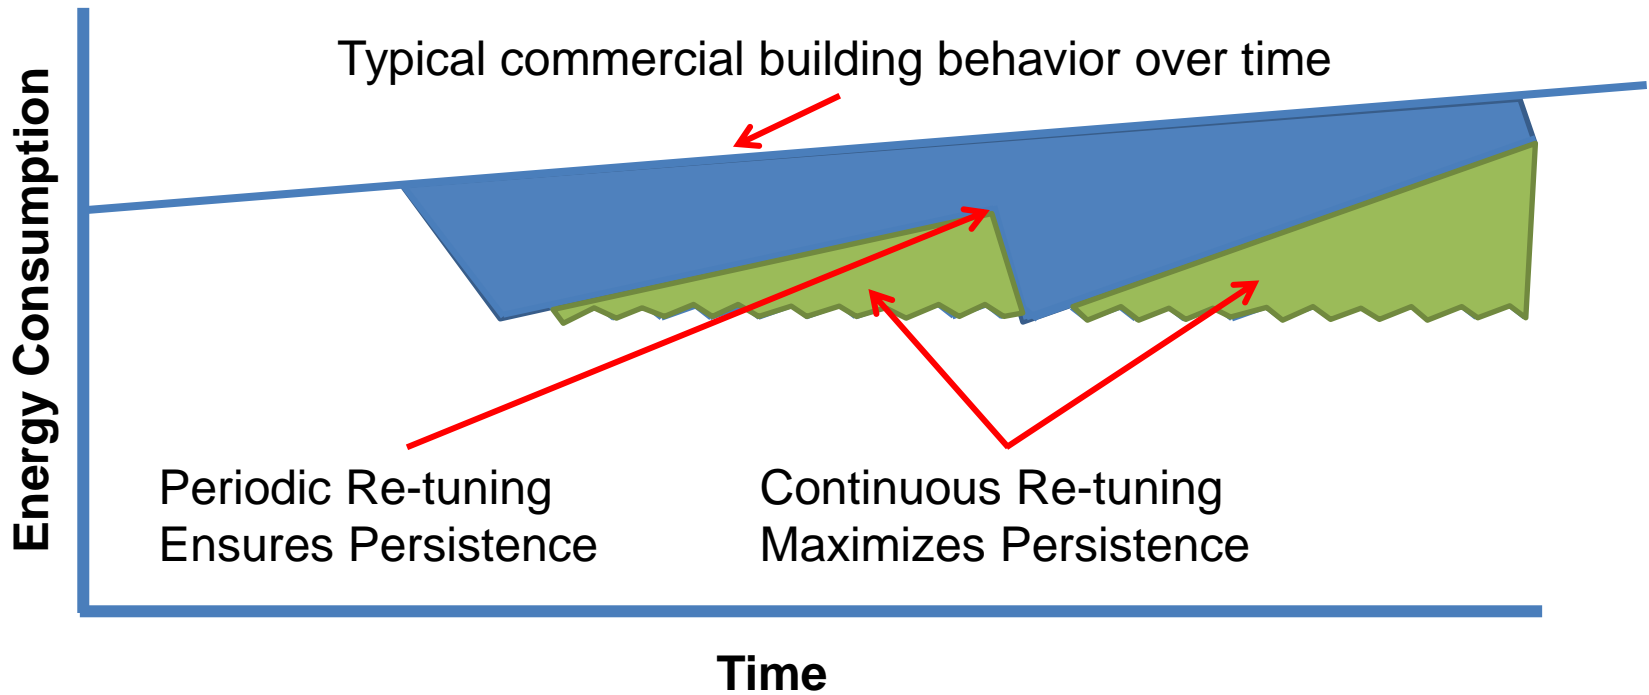 Typical commercial building behavior over time
Energy Consumption
Periodic Re-tuning
Ensures Persistence
Continuous Re-tuning
Maximizes Persistence
Time